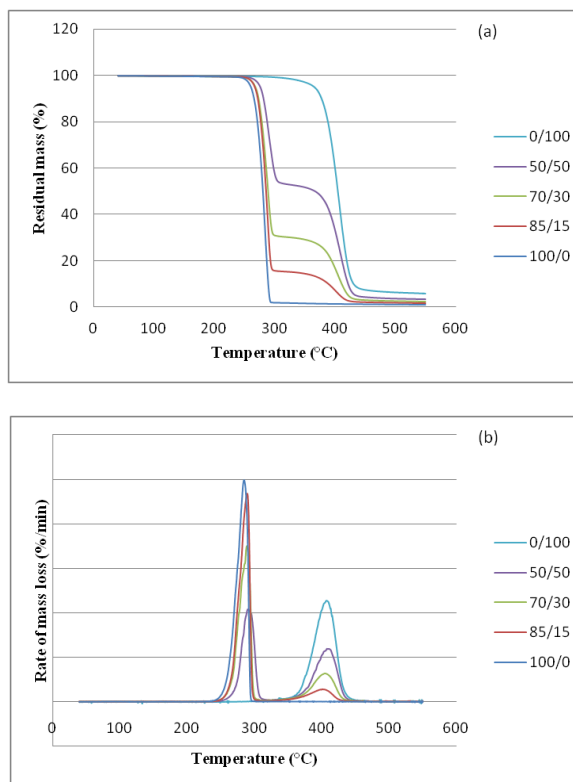 (a)
120
100
80
60
40
20
0
Residual mass (%)
0 100 200 300 400 500 600
Temperature (°C)
0/100
50/50
70/30
85/15
100/0
(b)
Rate of mass loss (%/min)
0 100 200 300 400 500 600
Temperature (°C)
0/100
50/50
70/30
85/15
100/0